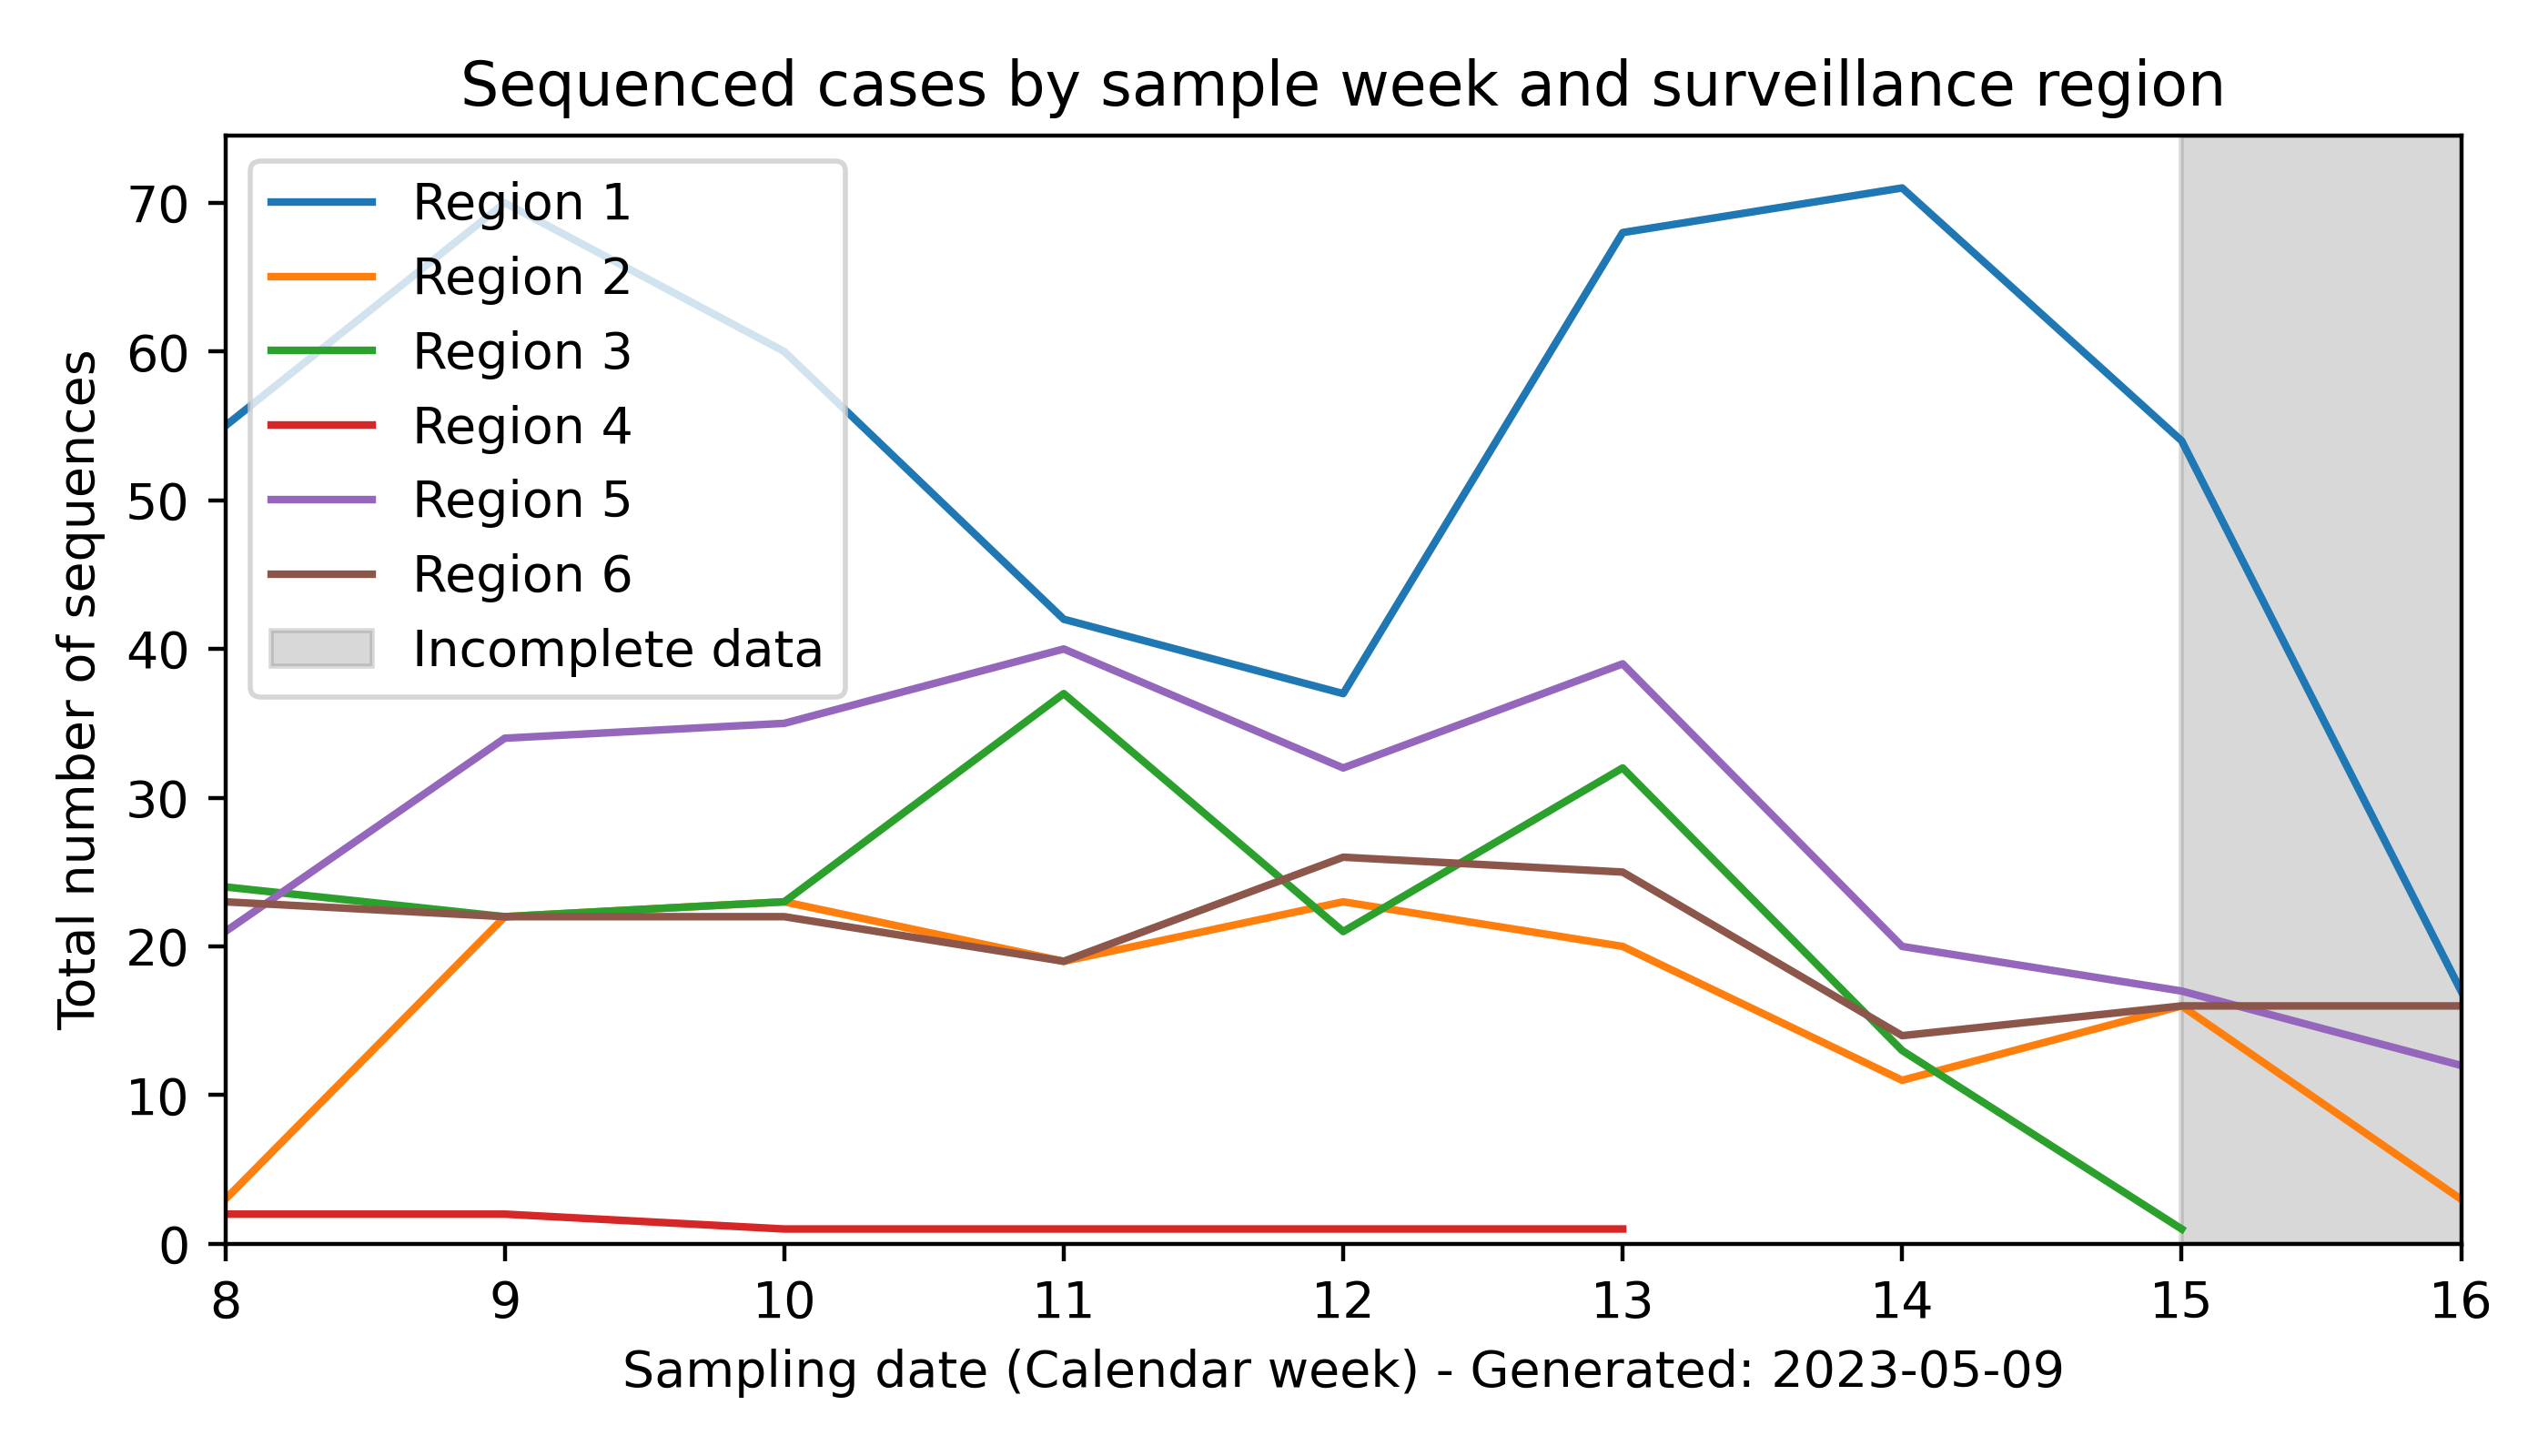 Sequenced cases by sample week and surveillance region
Total number of sequences
70
60
50
40
30
20
10
0
Region 1
Region 2
Region 3
Region 4
Region 5
Region 6
Incomplete data
8 9 10 11 12 13 14 15 16
Sampling date (Calendar week) - Generated: 2023-05-09